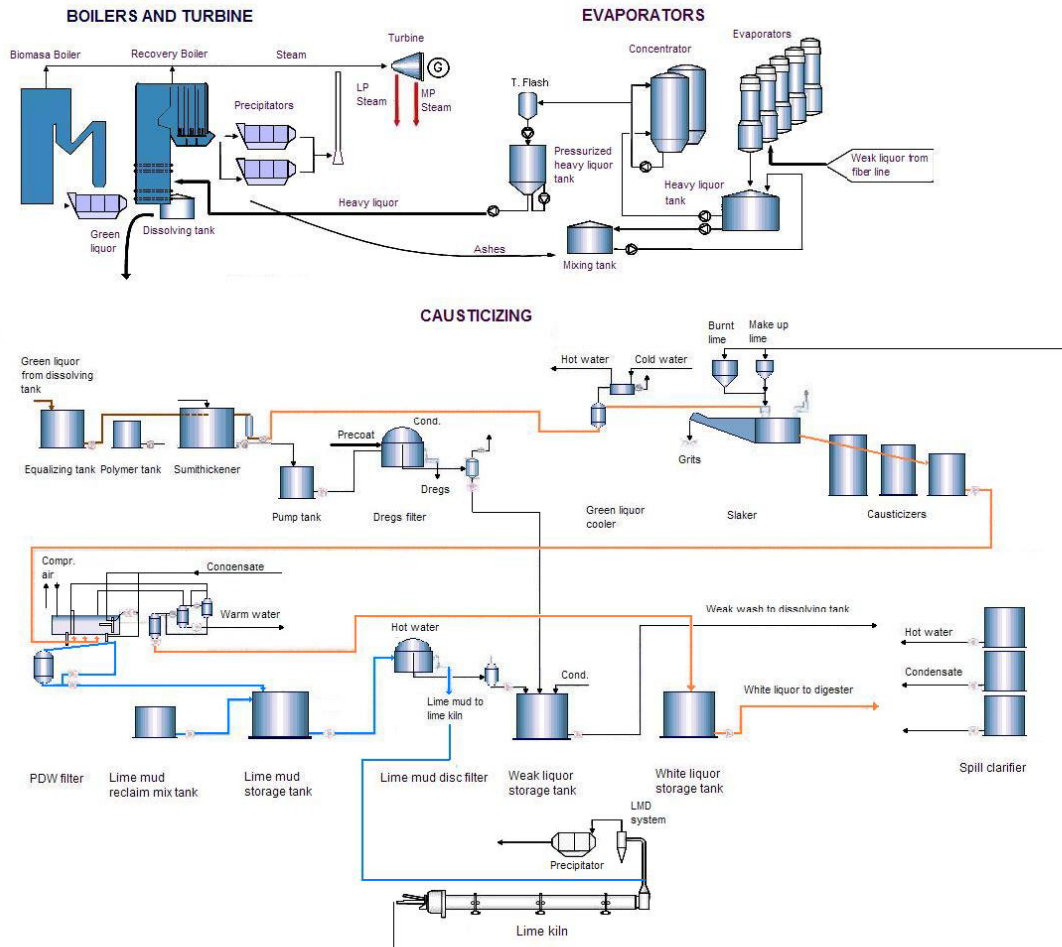 BOILERS AND TURBINE
EVAPORATORS
Biomasa Boiler
Recovery Boiler
Steam
Turbine
G
Precipitators
LP
Steam
MP
Steam
Concentrator
Evaporators
T. Flash
Pressurized
heavy liquor
tank
Weak liquor from
fiber line
Heavy liquor
tank
Heavy liquor
Green
liquor
Dissolving tank
Ashes
Mixing tank
CAUSTICIZING
Green liquor
from dissolving
tank
Equalizing tank
Polymer tank
Sumithickener
Precoat
Cond.
Dregs
Pump tank
Dregs filter
Hot water
Cold water
Burnt
lime
Make up
lime
Grits
Green liquor
cooler
Slaker
Causticizers
Compr.
air
Condensate
Warm water
Hot water
Lime mud to
lime kiln
Cond.
Weak wash to dissolving tank
White liquor to digester
Hot water
Condensate
PDW filter
Lime mud
reclaim mix tank
Lime mud
storage tank
Lime mud disc filter
Weak liquor
storage tank
White liquor
storage tank
Spill clarifier
LMD
system
Precipitator
Lime kiln